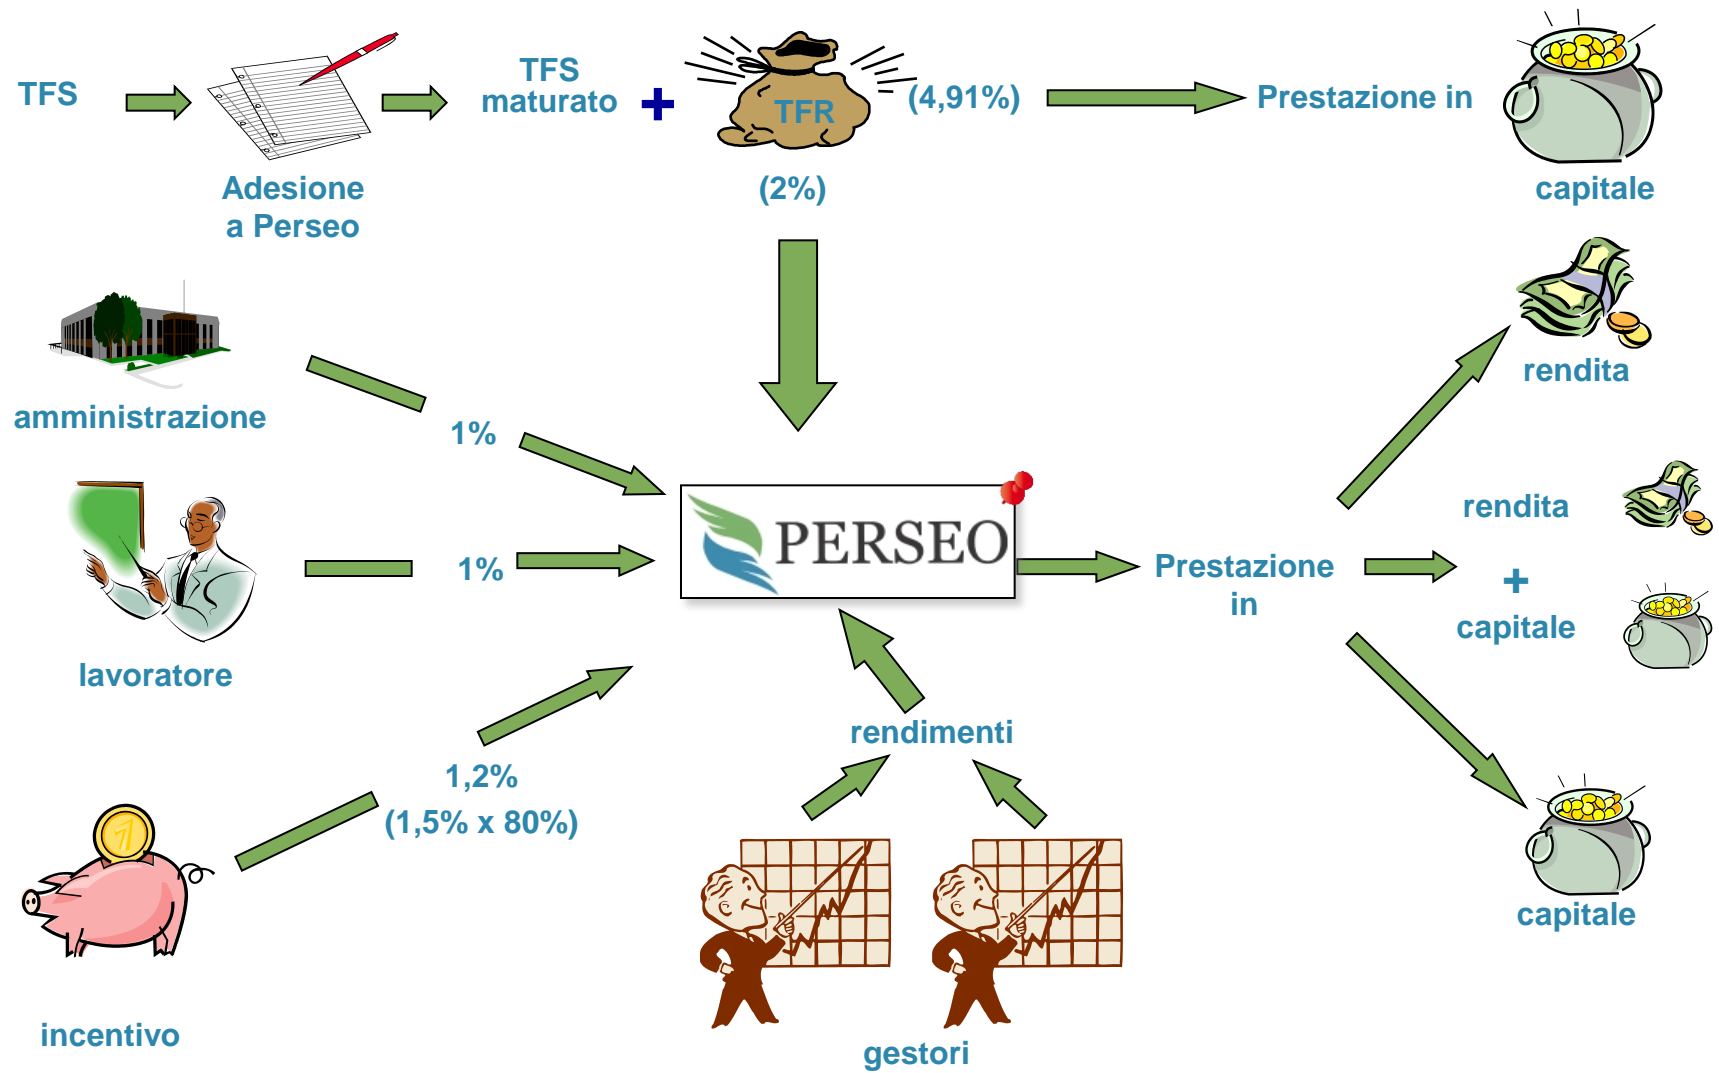 TFS
TFS
maturato
+
TFR
(4,91%)
Prestazione in
Adesione
a Perseo
(2%)
capitale
amministrazione
1%
rendita
PERSEO
lavoratore
1%
Prestazione
in
rendita
+
capitale
rendimenti
1,2%
(1,5% x 80%)
incentivo
gestori
capitale